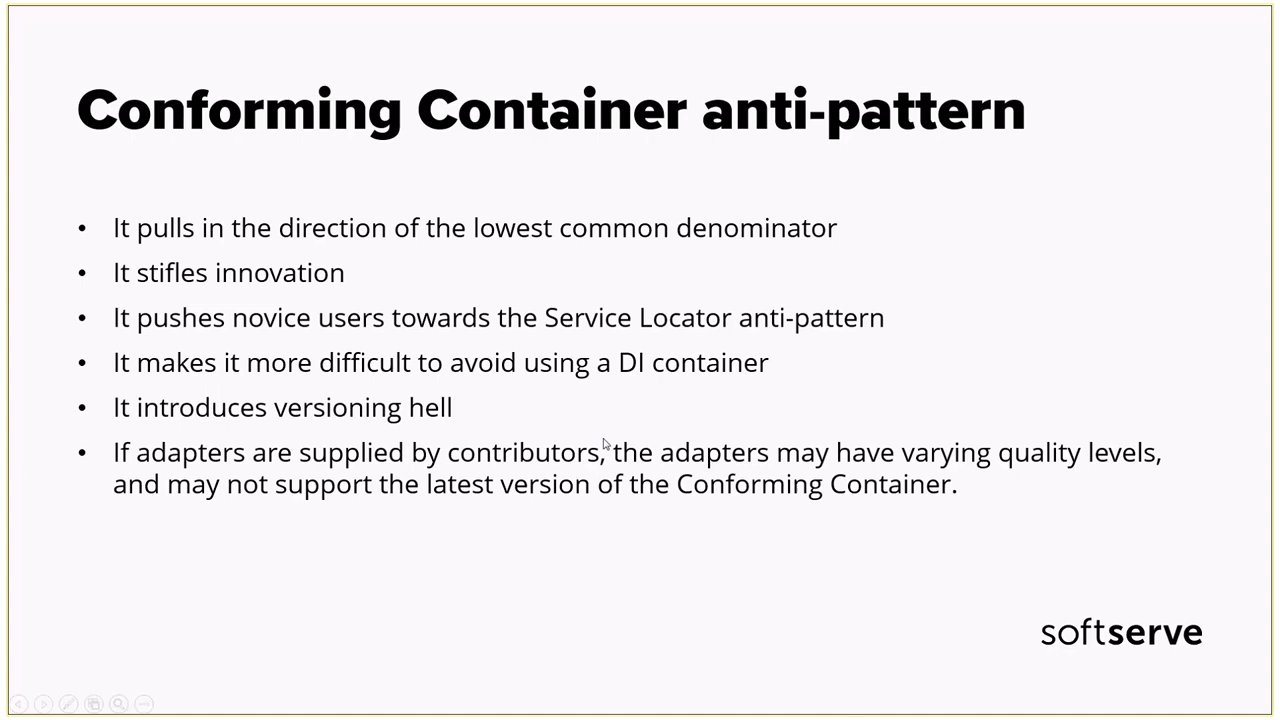 Conforming Container anti-pattern
• It pulls in the direction of the lowest common denominator
• It stifles innovation
• It pushes novice users towards the Service Locator anti-pattern
• It makes it more difficult to avoid using a DI container
• It introduces versioning hell
• If adapters are supplied by contributors, the adapters may have varying quality levels,
and may not support the latest version of the Conforming Container.
softserve